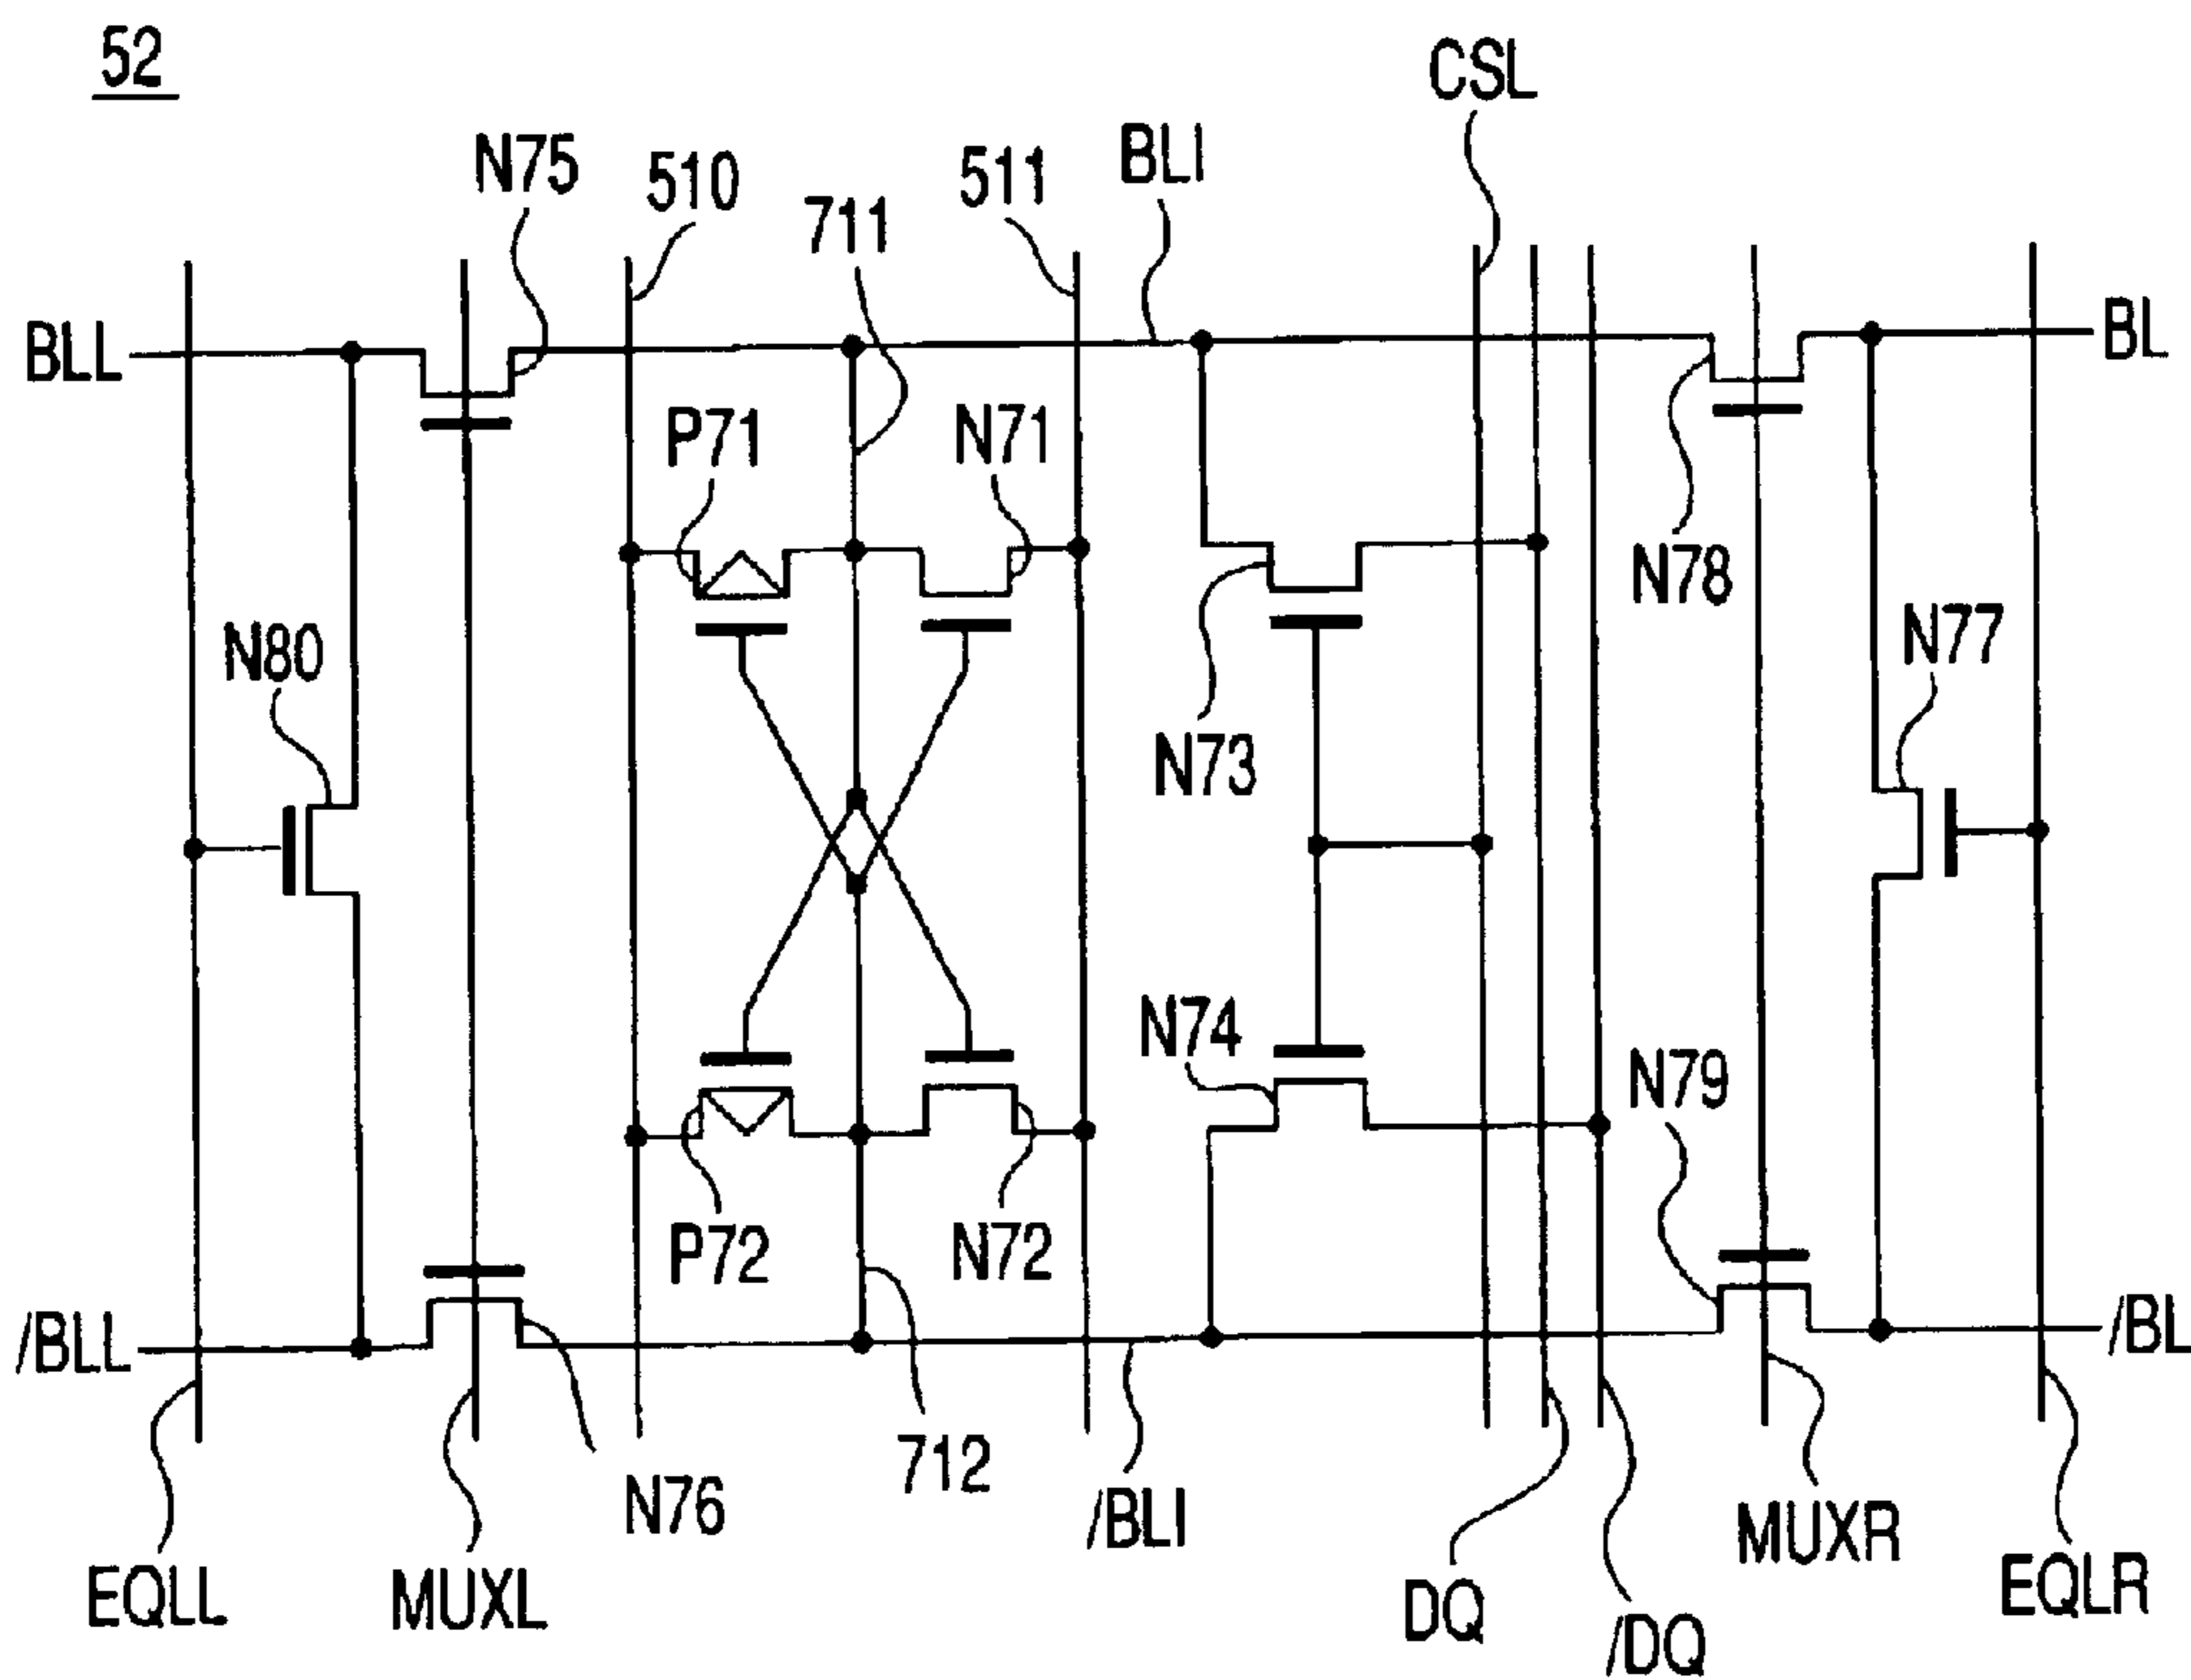 52
CSL
N75
510
711
511
BLI
BLL
BL
P71
N71
N78
N80
N77
N73
N74
N79
P72
N72
/BLL
/BL
712
N76
/BLI
MUXR
EQLL
MUXL
DQ
/DQ
EQLR